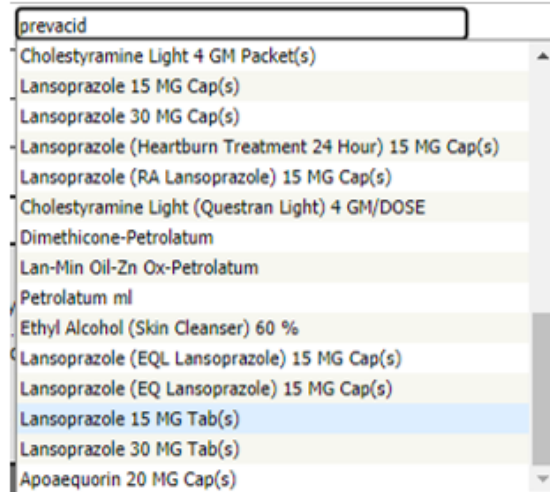 prevacid
Cholestyramine Light 4 GM Packet(s)
Lansoprazole 15 MG Cap(s)
Lansoprazole 30 MG Cap(s)
Lansoprazole (Heartburn Treatment 24 Hour) 15 MG Cap(s)
Lansoprazole (RA Lansoprazole) 15 MG Cap(s)
Cholestyramine Light (Questran Light) 4 GM/DOSE
Dimethicone-Petrolatum
Lan-Min Oil-Zn Ox-Petrolatum
Petrolatum ml
Ethyl Alcohol (Skin Cleanser) 60 %
Lansoprazole (EQL Lansoprazole) 15 MG Cap(s)
Lansoprazole (EQ Lansoprazole) 15 MG Cap(s)
Lansoprazole 15 MG Tab(s)
Lansoprazole 30 MG Tab(s)
Apoaequorin 20 MG Cap(s)